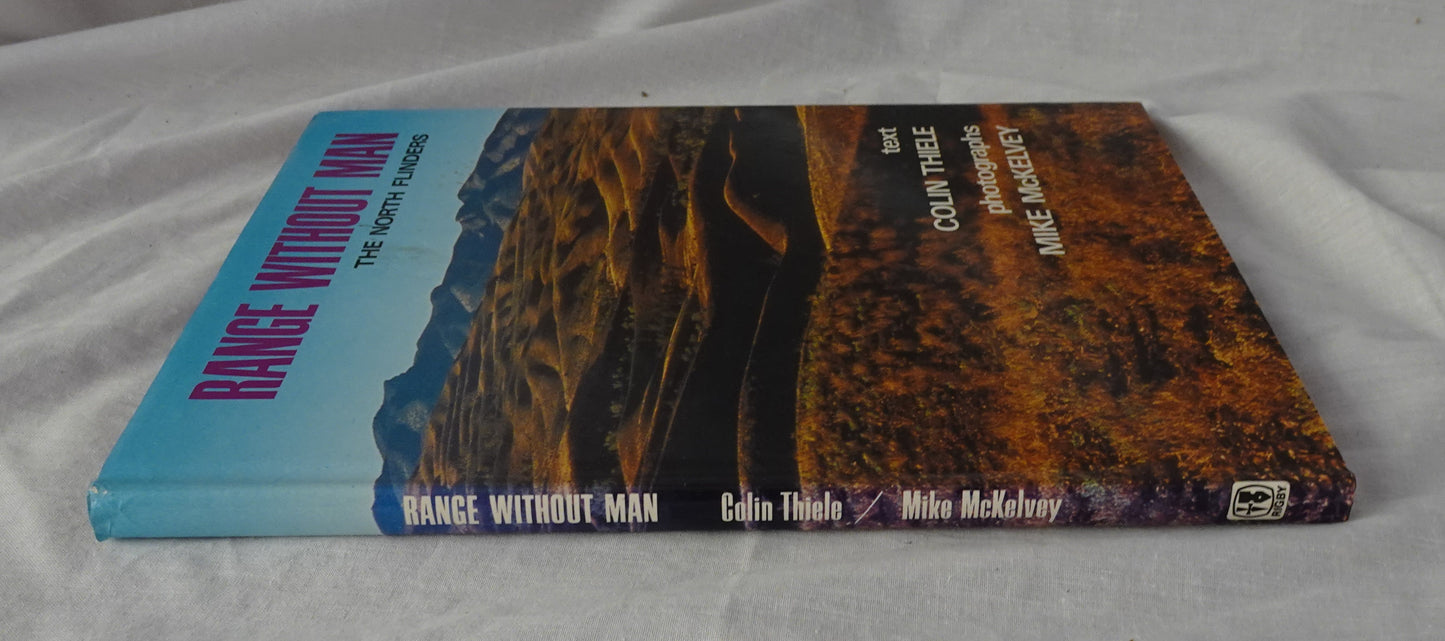 RANGE WITHOUT MAN
THE NORTH FLINDERS
text
COLIN THIELE
photographs
MIKE McKELVEY
RANGE WITHOUT MAN Colin Thiele / Mike McKelvey RIGBY